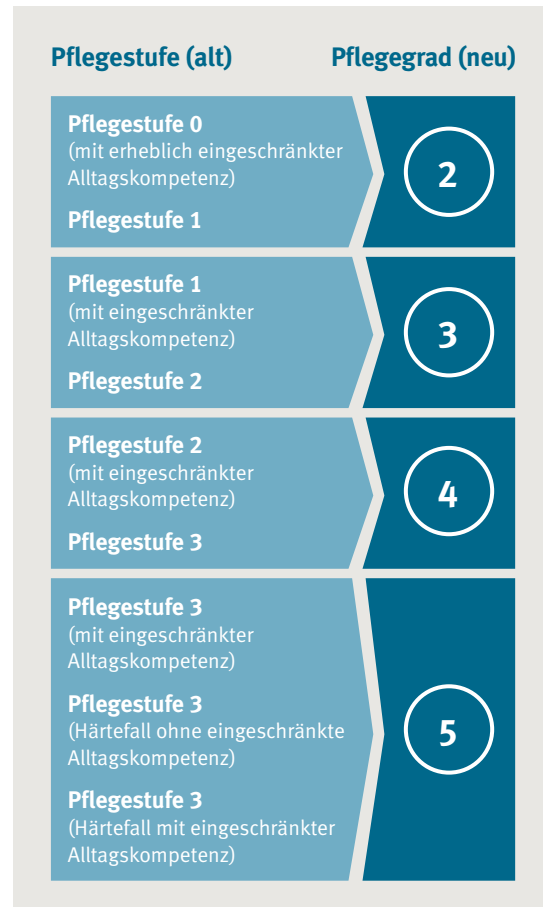 Pflegestufe (alt) Pflegegrad (neu)
Pflegestufe 0
(mit erheblich eingeschränkter
Alltagskompetenz)
Pflegestufe 1
2
Pflegestufe 1
(mit eingeschränkter
Alltagskompetenz)
Pflegestufe 2
3
Pflegestufe 2
(mit eingeschränkter
Alltagskompetenz)
Pflegestufe 3
4
Pflegestufe 3
(mit eingeschränkter
Alltagskompetenz)
Pflegestufe 3
(Härtefall ohne eingeschränkte
Alltagskompetenz)
Pflegestufe 3
(Härtefall mit eingeschränkter
Alltagskompetenz)
5